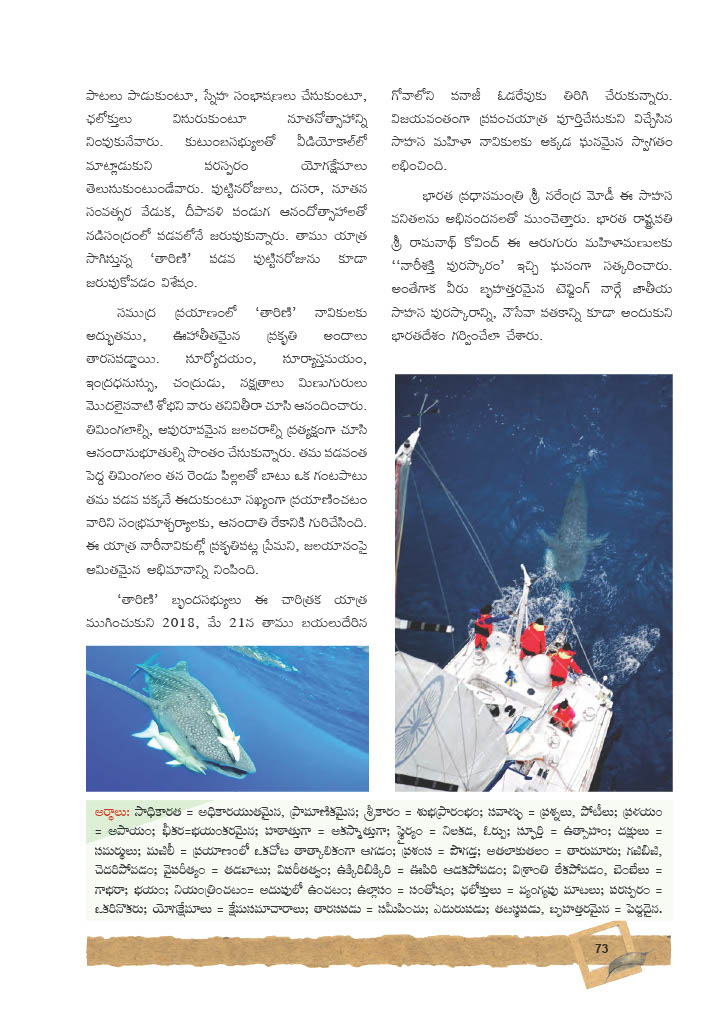 పాటలు పాడుకుంటూ, స్నేహ సంభాషణలు చేసుకుంటూ,
ఛలోక్తులు విసురుకుంటూ నూతనోత్సాహాన్ని
నింపుకునేవారు. కుటుంబసభ్యులతో వీడియోకాల్‌లో
మాట్లాడుకుని పరస్పరం యోగక్షేమాలు
తెలుసుకుంటుండేవారు. పుట్టినరోజులు, దసరా, నూతన
సంవత్సర వేడుక, దీపావళి పండుగ ఆనందోత్సాహాలతో
నడిసంద్రంలో పడవలోనే జరుపుకున్నారు. తాము యాత్ర
సాగిస్తున్న ‘తారిణి’ పడవ పుట్టినరోజును కూడా
జరుపుకోవడం విశేషం.
సముద్ర ప్రయాణంలో ‘తారిణి’ నావికులకు
అద్భుతము, ఊహాతీతమైన ప్రకృతి అందాలు
తారసపడ్డాయి. సూర్యోదయం, సూర్యాస్తమయం,
ఇంద్రధనుస్సు, చంద్రుడు, నక్షత్రాలు మిణుగురులు
మొదలైనవాటి శోభని వారు తనివితీరా చూసి ఆనందించారు.
తిమింగలాల్ని, అపురూపమైన జలచరాల్ని ప్రత్యక్షంగా చూసి
ఆనందానుభూతుల్ని సొంతం చేసుకున్నారు. తమ పడవంత
పెద్ద తిమింగలం తన రెండు పిల్లలతో బాటు ఒక గంటపాటు
తమ పడవ పక్కనే ఈదుకుంటూ సఖ్యంగా ప్రయాణించటం
వారిని సంభ్రమాశ్చర్యాలకు, ఆనందాతి రేకానికి గురిచేసింది.
ఈ యాత్ర నారీనావికుల్లో ప్రకృతిపట్ల ప్రేమని, జలయానంపై
అమితమైన అభిమానాన్ని నింపింది.
‘తారిణి’ బృందసభ్యులు ఈ చారిత్రక యాత్ర
ముగించుకుని 2018, మే 21న తాము బయలుదేరిన
గోవాలోని పనాజీ ఓడరేవుకు తిరిగి చేరుకున్నారు.
విజయవంతంగా ప్రపంచయాత్ర పూర్తిచేసుకుని విచ్చేసిన
సాహస మహిళా నావికులకు అక్కడ ఘనమైన స్వాగతం
లభించింది.
భారత ప్రధానమంత్రి శ్రీ నరేంద్ర మోడీ ఈ సాహస
వనితలను అభినందనలతో ముంచెత్తారు. భారత రాష్ట్రపతి
శ్రీ రామనాథ్ కోవింద్ ఈ ఆరుగురు మహిళామణులకు
‘‘నారీశక్తి పురస్కారం’ ఇచ్చి ఘనంగా సత్కరించారు.
అంతేగాక వీరు బృహత్తరమైన టెన్జింగ్ నార్గే జాతీయ
సాహస పురస్కారాన్ని, నౌసేవా పతకాన్ని కూడా అందుకుని
భారతదేశం గర్వించేలా చేశారు.
అర్థాలు: సాధికారత = అధికారయుతమైన, ప్రామాణికమైన; శ్రీకారం = శుభప్రారంభం; సవాళ్ళు = ప్రశ్నలు, పోటీలు; ప్రళయం
= అపాయం; భీకర=భయంకరమైన; హఠాత్తుగా = అకస్మాత్తుగా; స్థైర్యం = నిలకడ, ఓర్పు; స్ఫూర్తి = ఉత్సాహం; దక్షులు =
సమర్థులు; మజిలీ = ప్రయాణంలో ఒకచోట తాత్కాలికంగా ఆగడం; ప్రశంస = పొగడ్త; అతలాకుతలం = తారుమారు; గజిబిజి,
చెదరిపోవడం; వైపరీత్యం = తడబాటు; విపరీతత్వం; ఉక్కిరిబిక్కిరి = ఊపిరి ఆడకపోవడం; విశ్రాంతి లేకపోవడం, బెంబేలు =
గాభరా; భయం; నియంత్రించటం= అదుపులో ఉంచటం; ఉల్లాసం = సంతోషం; ఛలోక్తులు = వ్యంగ్యపు మాటలు; పరస్పరం =
ఒకరినొకరు; యోగక్షేమాలు = క్షేమసమాచారాలు; తారసపడు = సమీపించు; ఎదురుపడు; తటస్థపడు, బృహత్తరమైన = పెద్దదైన.
73